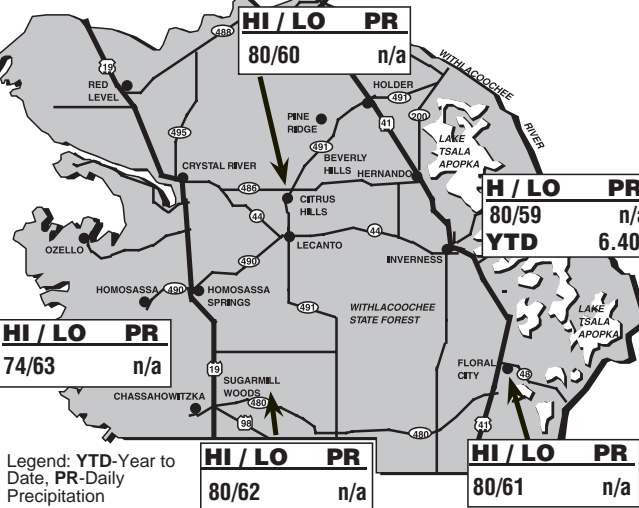 HI / LO PR
80/60 n/a
488
WITHLACOOCHEE
RIVER
19
RED
LEVEL
HOLDER
491
PINE
RIDGE
41
200
495
491
LAKE
TSALA
APOPKA
BEVERLY
HILLS
CRYSTAL RIVER
HERNANDO
486
CITRUS
HILLS
H / LO PR
80/59 n/a
YTD 6.40
44
44
OZELLO
LECANTO
INVERNESS
490
HOMOSASSA
490
HOMOSASSA
SPRINGS
491
WITHLACOOCHEE
STATE FOREST
LAKE
TSALA
APOPKA
HI / LO PR
74/63 n/a
19
FLORAL
CITY
48
SUGARMILL
WOODS
CHASSAHOWITZKA
480
98
41
480
HI / LO PR
80/62 n/a
HI / LO PR
80/61 n/a
Legend: YTD-Year to
Date, PR-Daily
Precipitation